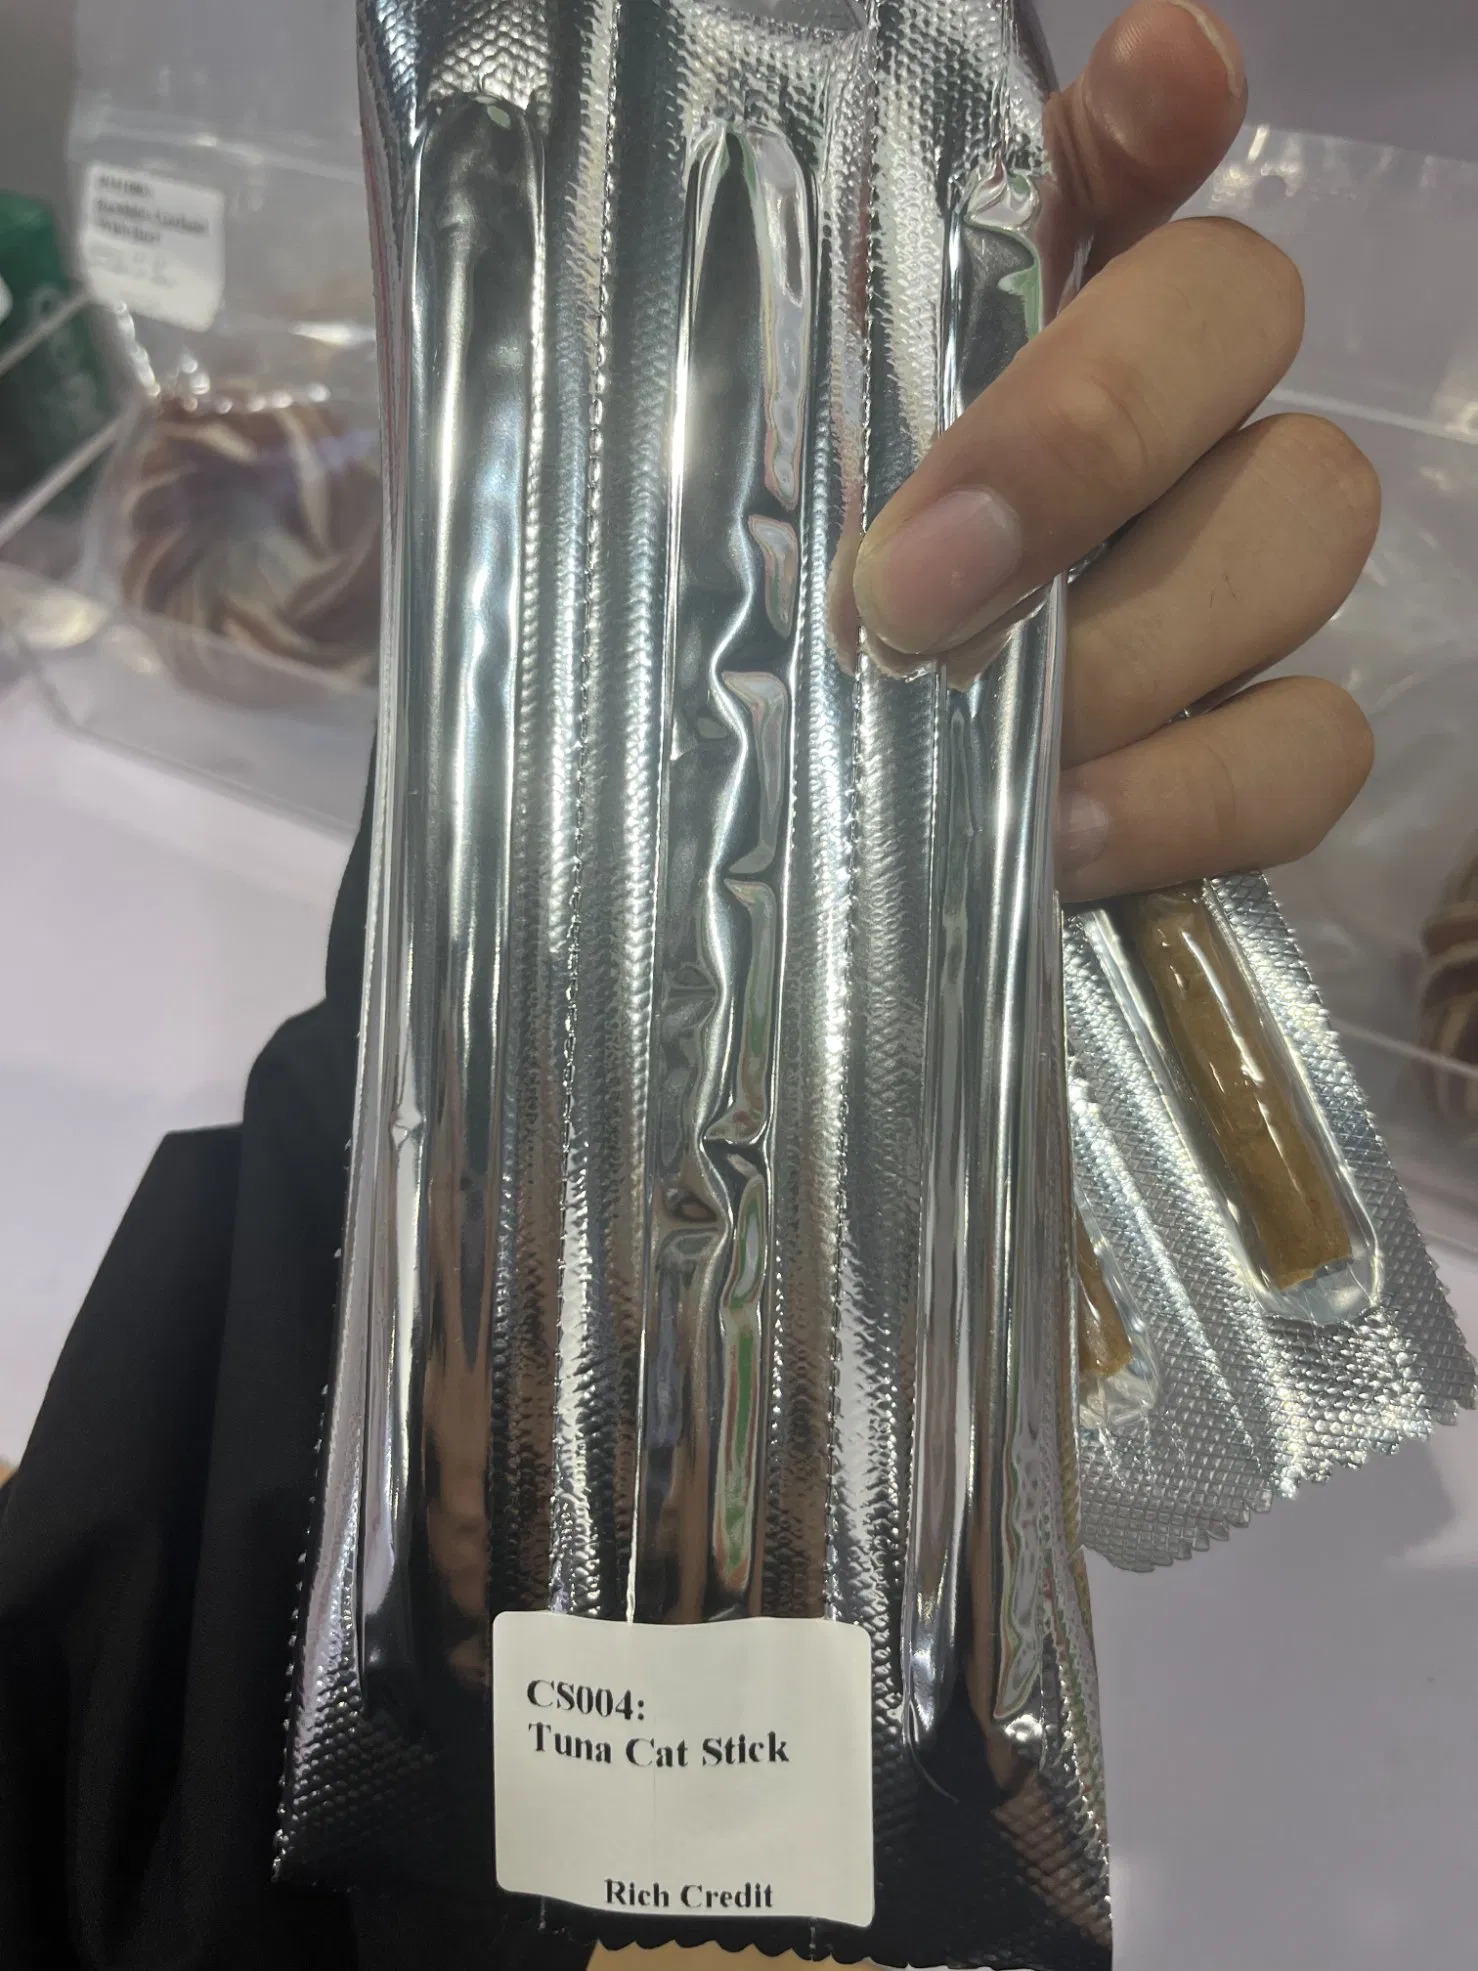 CS004:
Tuna Cat Stick
Rich Credit